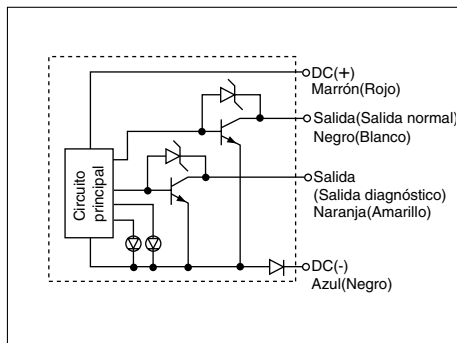 DC(+)
Marrón(Rojo)
Salida(Salida normal)
Negro(Blanco)
Salida
(Salida diagnóstico)
Naranja(Amarillo)
Circuito
principal
DC(-)
Azul(Negro)